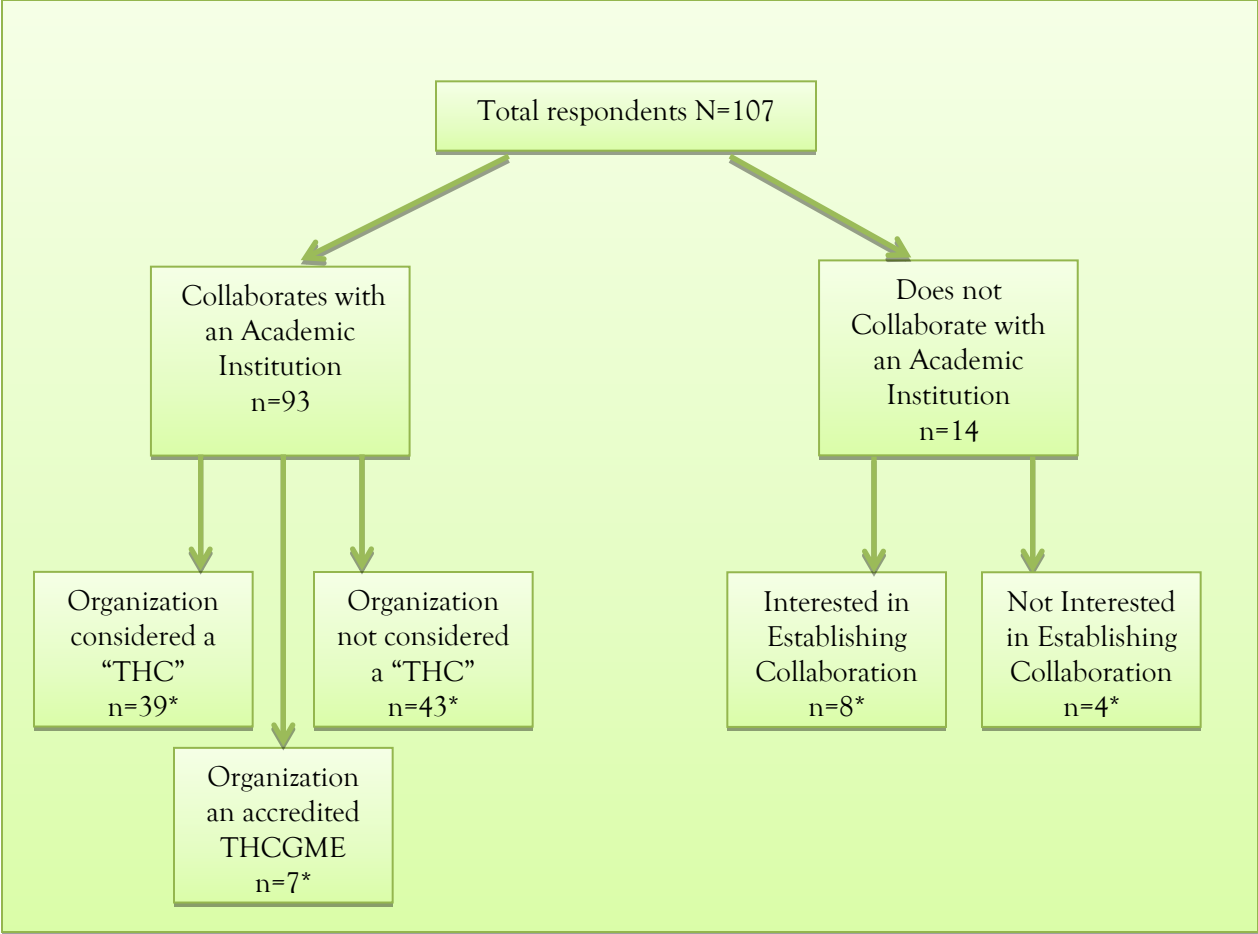 Total respondents N=107
Collaborates with
an Academic
Institution
n=93
Does not
Collaborate with
an Academic
Institution
n=14
Organization
considered a
“THC”
n=39*
Organization
not considered
a “THC”
n=43*
Interested in
Establishing
Collaboration
n=8*
Not Interested
in Establishing
Collaboration
n=4*
Organization
an accredited
THCGME
n=7*